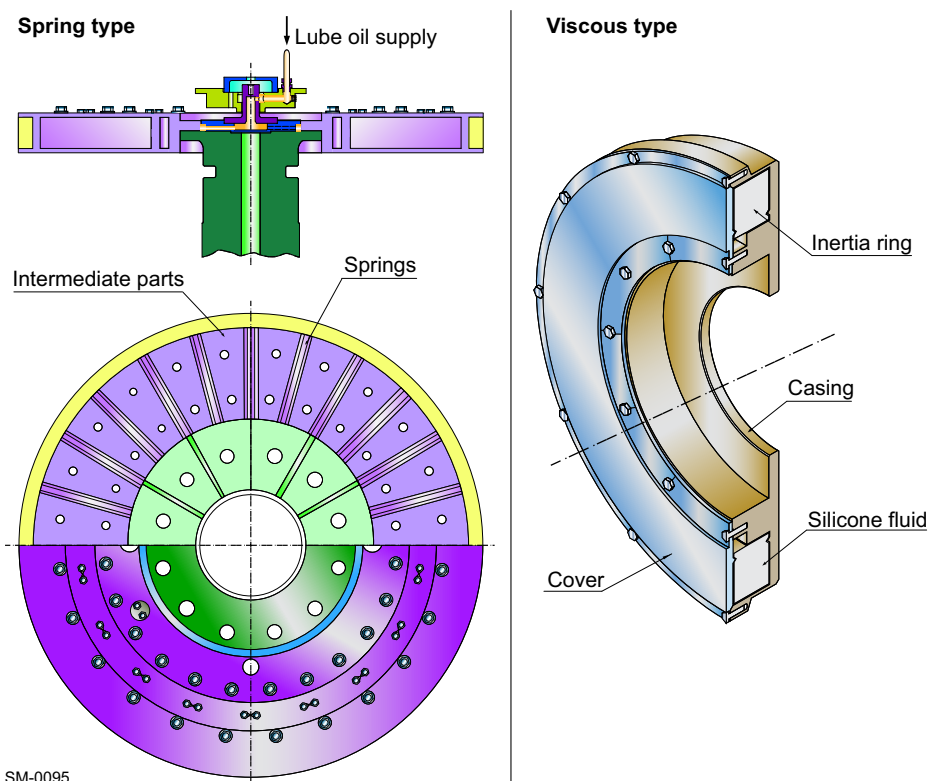 Spring type
Lube oil supply
Intermediate parts
Springs
SM-0095
Viscous type
Inertia ring
Casing
Silicone fluid
Cover